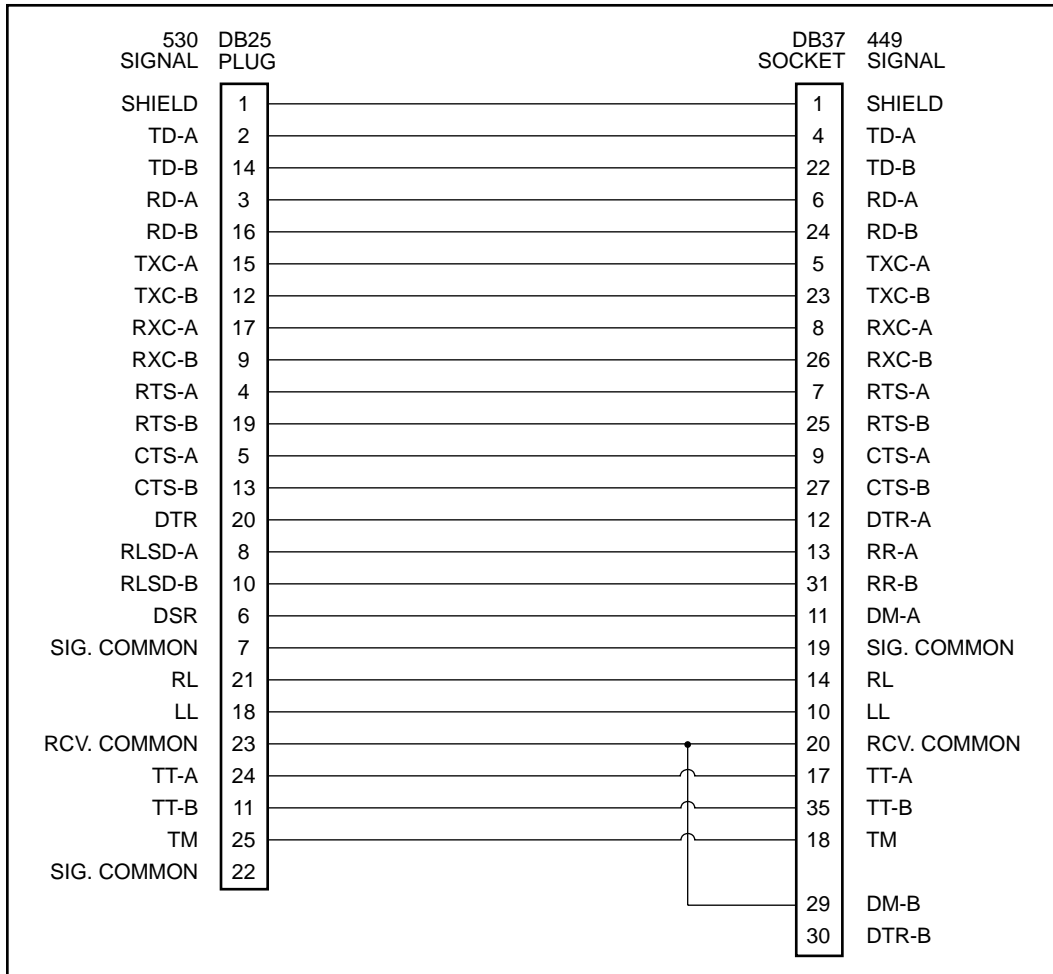 530 DB25 DB37 449
SIGNAL PLUG SOCKET SIGNAL
SHIELD 1 1 SHIELD
TD-A 2 4 TD-A
TD-B 14 22 TD-B
RD-A 3 6 RD-A
RD-B 16 24 RD-B
TXC-A 15 5 TXC-A
TXC-B 12 23 TXC-B
RXC-A 17 8 RXC-A
RXC-B 9 26 RXC-B
RTS-A 4 7 RTS-A
RTS-B 19 25 RTS-B
CTS-A 5 9 CTS-A
CTS-B 13 27 CTS-B
DTR 20 12 DTR-A
RLSD-A 8 13 RR-A
RLSD-B 10 31 RR-B
DSR 6 11 DM-A
SIG. COMMON 7 19 SIG. COMMON
RL 21 14 RL
LL 18 10 LL
RCV. COMMON 23 20 RCV. COMMON
TT-A 24 17 TT-A
TT-B 11 35 TT-B
TM 25 18 TM
SIG. COMMON 22
29 DM-B
30 DTR-B